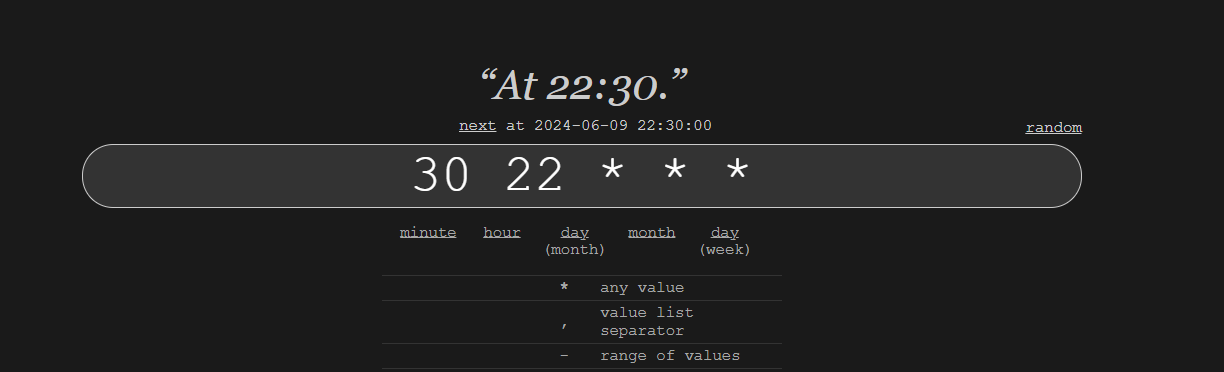 “At 22:30.”
next at 2024-06-09 22:30:00
random
30 22 * * *
minute hour day (month) month day (week)
* any value
, value list separator
- range of values